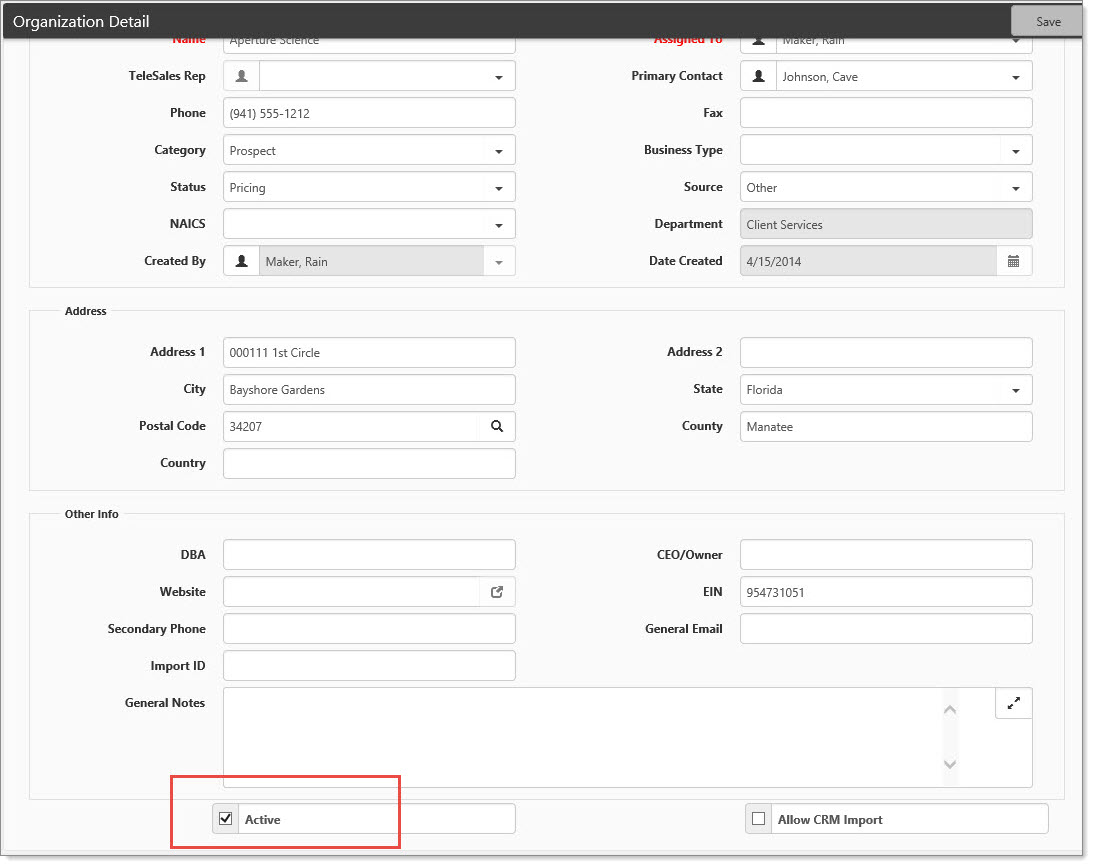 Organization Detail Save
Name Aperture Science Assigned To Maker, Rain
TeleSales Rep Primary Contact Johnson, Cave
Phone (941) 555-1212 Fax
Category Prospect Business Type
Status Pricing Source Other
NAICS Department Client Services
Created By Maker, Rain Date Created 4/15/2014
Address
Address 1 000111 1st Circle Address 2
City Bayshore Gardens State Florida
Postal Code 34207 County Manatee
Country
Other Info
DBA CEO/Owner
Website EIN 954731051
Secondary Phone General Email
Import ID
General Notes
Active Allow CRM Import